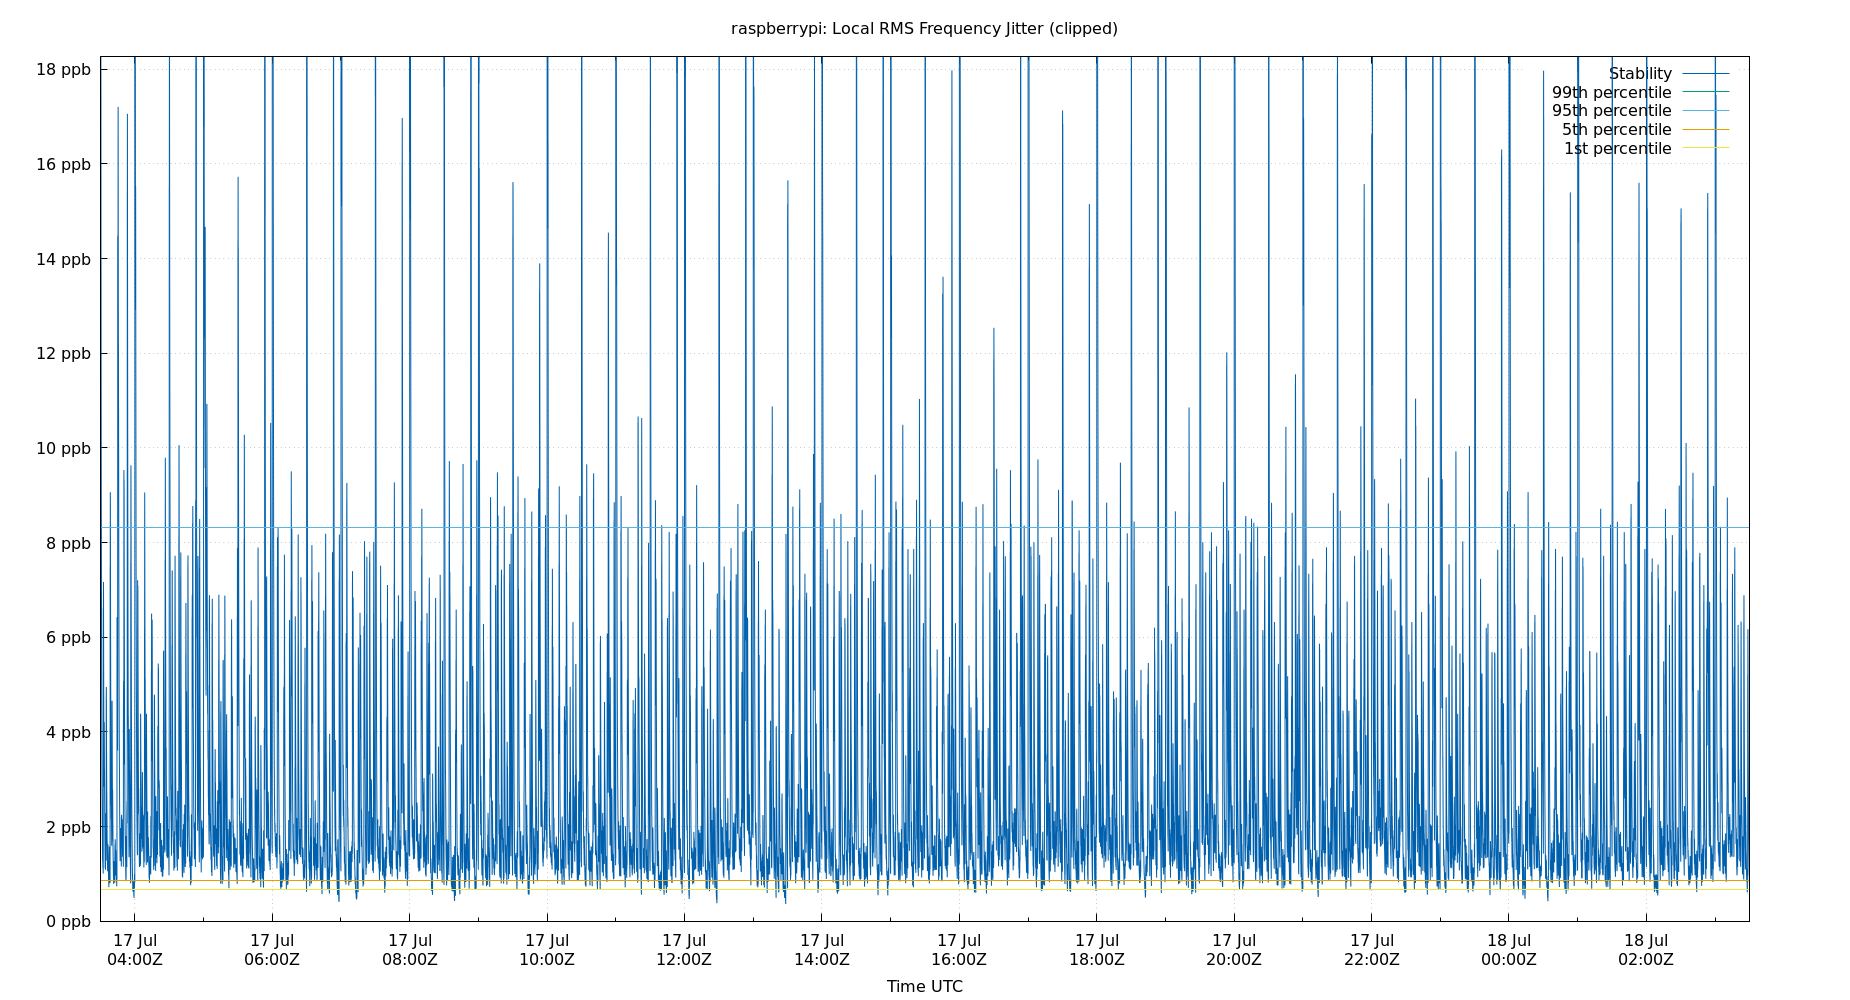 raspberrypi: Local RMS Frequency Jitter (clipped)
18 ppb
16 ppb
14 ppb
12 ppb
10 ppb
8 ppb
6 ppb
4 ppb
2 ppb
0 ppb
Stability
99th percentile
95th percentile
5th percentile
1st percentile
17 Jul 17 Jul 17 Jul 17 Jul 17 Jul 17 Jul 17 Jul 17 Jul 17 Jul 17 Jul 18 Jul 18 Jul
04:00Z 06:00Z 08:00Z 10:00Z 12:00Z 14:00Z 16:00Z 18:00Z 20:00Z 22:00Z 00:00Z 02:00Z
Time UTC